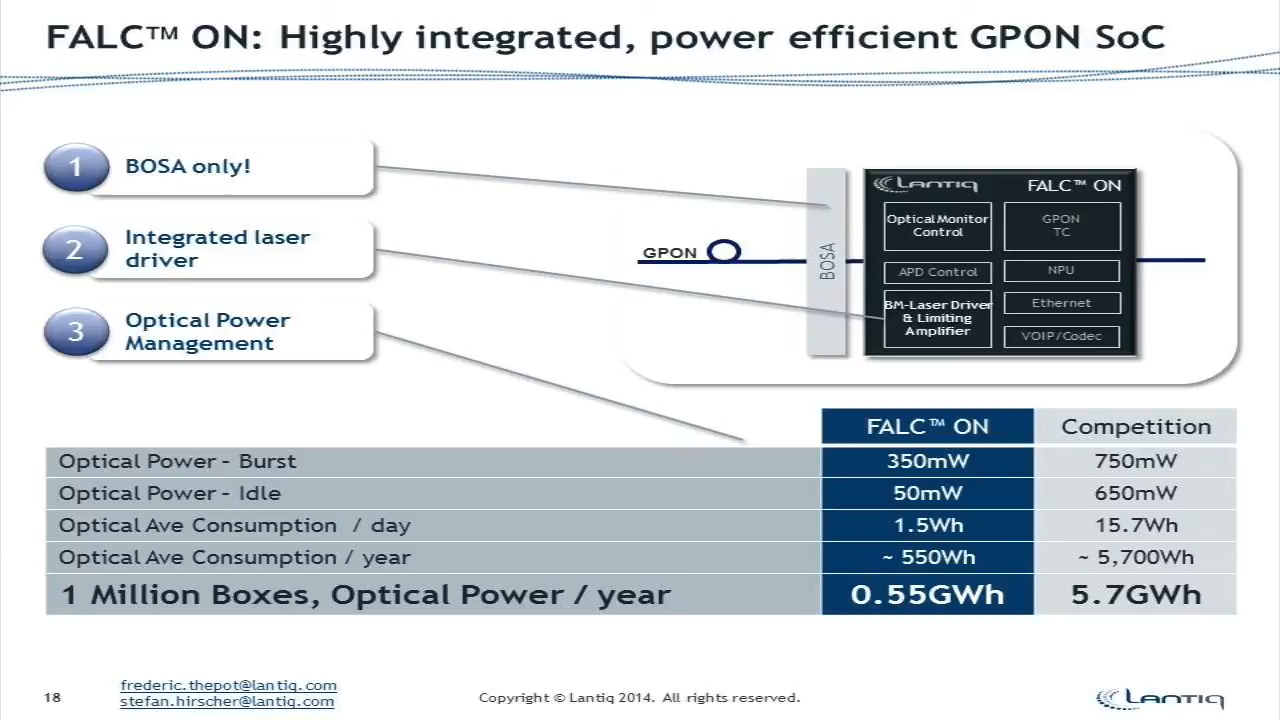 FALC™ ON: Highly integrated, power efficient GPON SoC
1 BOSA only!
2 Integrated laser
driver
3 Optical Power
Management
GPON
BOSA
LANTIQ FALC™ ON
Optical Monitor
Control
GPON
TC
APD Control
NPU
BM-Laser Driver
& Limiting
Amplifier
Ethernet
VOIP/Codec
FALC™ ON Competition
Optical Power - Burst 350mW 750mW
Optical Power - Idle 50mW 650mW
Optical Ave Consumption / day 1.5Wh 15.7Wh
Optical Ave Consumption / year ~ 550Wh ~ 5,700Wh
1 Million Boxes, Optical Power / year 0.55GWh 5.7GWh
18
frederic.thepot@lantiq.com
stefan.hirscher@lantiq.com
Copyright © Lantiq 2014. All rights reserved.
LANTIQ